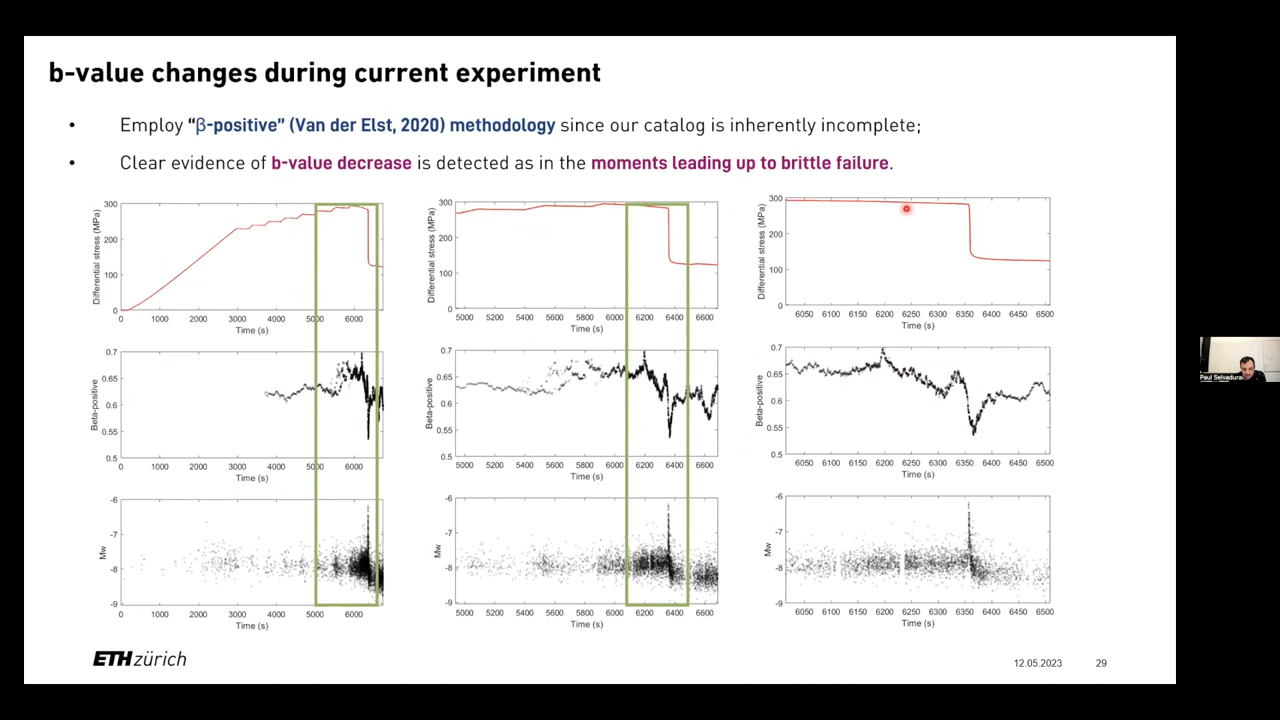 b-value changes during current experiment
• Employ “β-positive” (Van der Elst, 2020) methodology since our catalog is inherently incomplete;
• Clear evidence of b-value decrease is detected as in the moments leading up to brittle failure.
300
200
100
0
Differential stress (MPa)
0 1000 2000 3000 4000 5000 6000
Time (s)
300
200
100
0
Differential stress (MPa)
5000 5200 5400 5600 5800 6000 6200 6400 6600
Time (s)
300
200
100
0
Differential stress (MPa)
6050 6100 6150 6200 6250 6300 6350 6400 6450 6500
Time (s)
0.7
0.65
0.6
0.55
0.5
Beta-positive
0 1000 2000 3000 4000 5000 6000
Time (s)
0.7
0.65
0.6
0.55
0.5
Beta-positive
5000 5200 5400 5600 5800 6000 6200 6400 6600
Time (s)
0.7
0.65
0.6
0.55
0.5
Beta-positive
6050 6100 6150 6200 6250 6300 6350 6400 6450 6500
Time (s)
-6
-7
-8
-9
Mw
0 1000 2000 3000 4000 5000 6000
Time (s)
-6
-7
-8
-9
Mw
5000 5200 5400 5600 5800 6000 6200 6400 6600
Time (s)
-6
-7
-8
-9
Mw
6050 6100 6150 6200 6250 6300 6350 6400 6450 6500
Time (s)
ETH zürich
12.05.2023 29
Paul Selvadurai